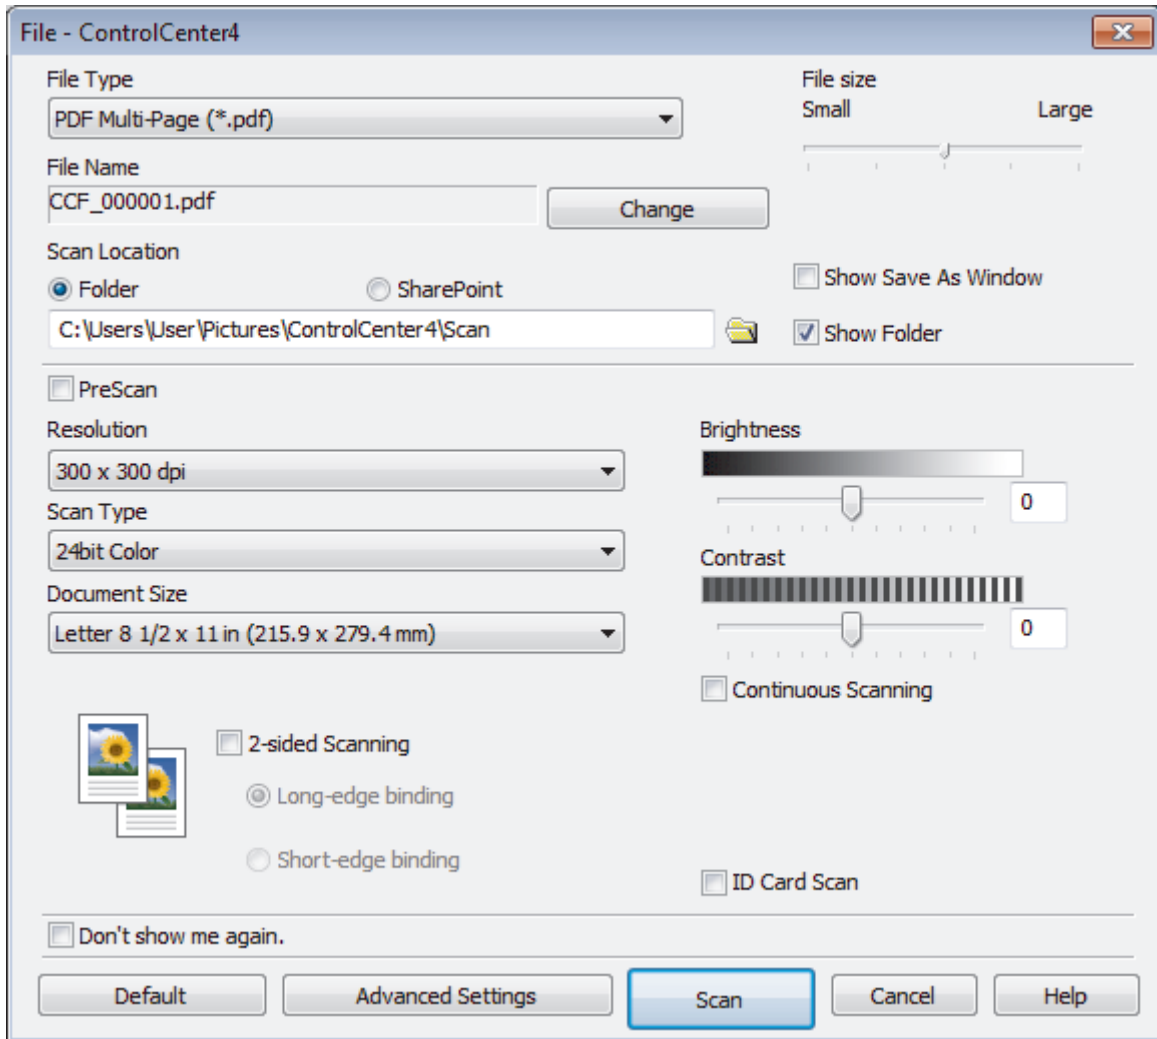 File - ControlCenter4
File Type
File size
PDF Multi-Page (*.pdf)
Small
Large
File Name
CCF_000001.pdf
Change
Scan Location
Folder
SharePoint
Show Save As Window
C:\Users\User\Pictures\ControlCenter4\Scan
Show Folder
PreScan
Resolution
Brightness
300 x 300 dpi
0
Scan Type
24bit Color
Contrast
Document Size
Letter 8 1/2 x 11 in (215.9 x 279.4 mm)
0
Continuous Scanning
2-sided Scanning
Long-edge binding
Short-edge binding
ID Card Scan
Don't show me again.
Default
Advanced Settings
Scan
Cancel
Help